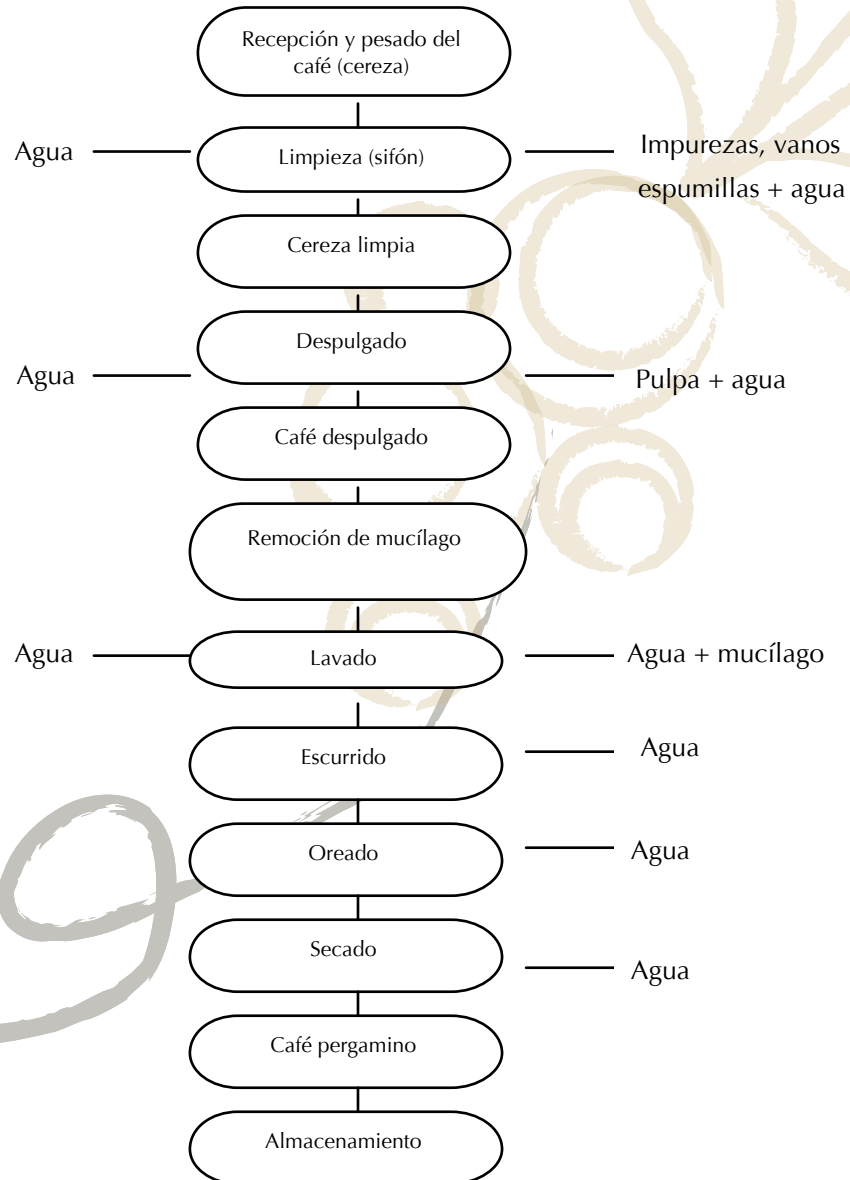 Recepción y pesado del
café (cereza)
Agua
Limpieza (sifón)
Impurezas, vanos
espumillas + agua
Cereza limpia
Despulgado
Agua
Pulpa + agua
Café despulgado
Remoción de mucílago
Agua
Lavado
Agua + mucílago
Escurrido
Agua
Oreado
Agua
Secado
Agua
Café pergamino
Almacenamiento